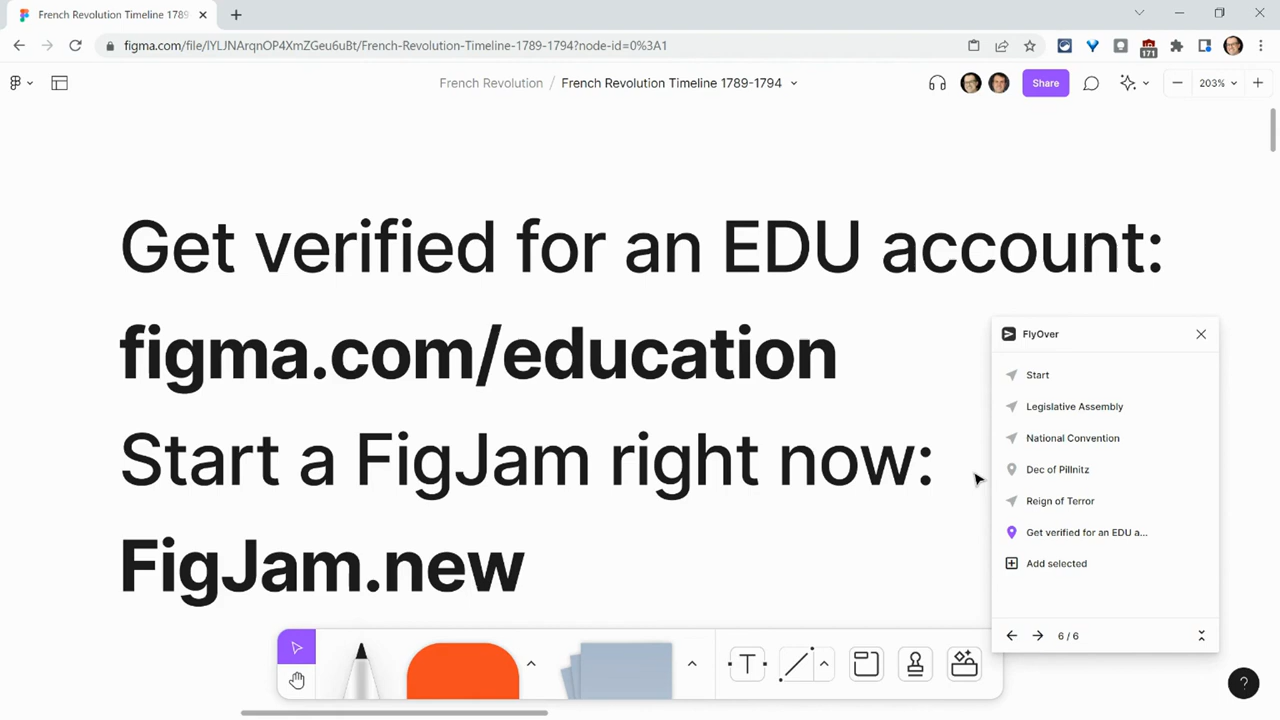 French Revolution Timeline 1789
figma.com/file/lYLJNArqnOP4XmZGeu6uBt/French-Revolution-Timeline-1789-1794?node-id=0%3A1
171
French Revolution / French Revolution Timeline 1789-1794
Share
203%
Get verified for an EDU account:
figma.com/education
Start a FigJam right now:
FigJam.new
FlyOver
Start
Legislative Assembly
National Convention
Dec of Pillnitz
Reign of Terror
Get verified for an EDU a...
Add selected
6 / 6
T
?